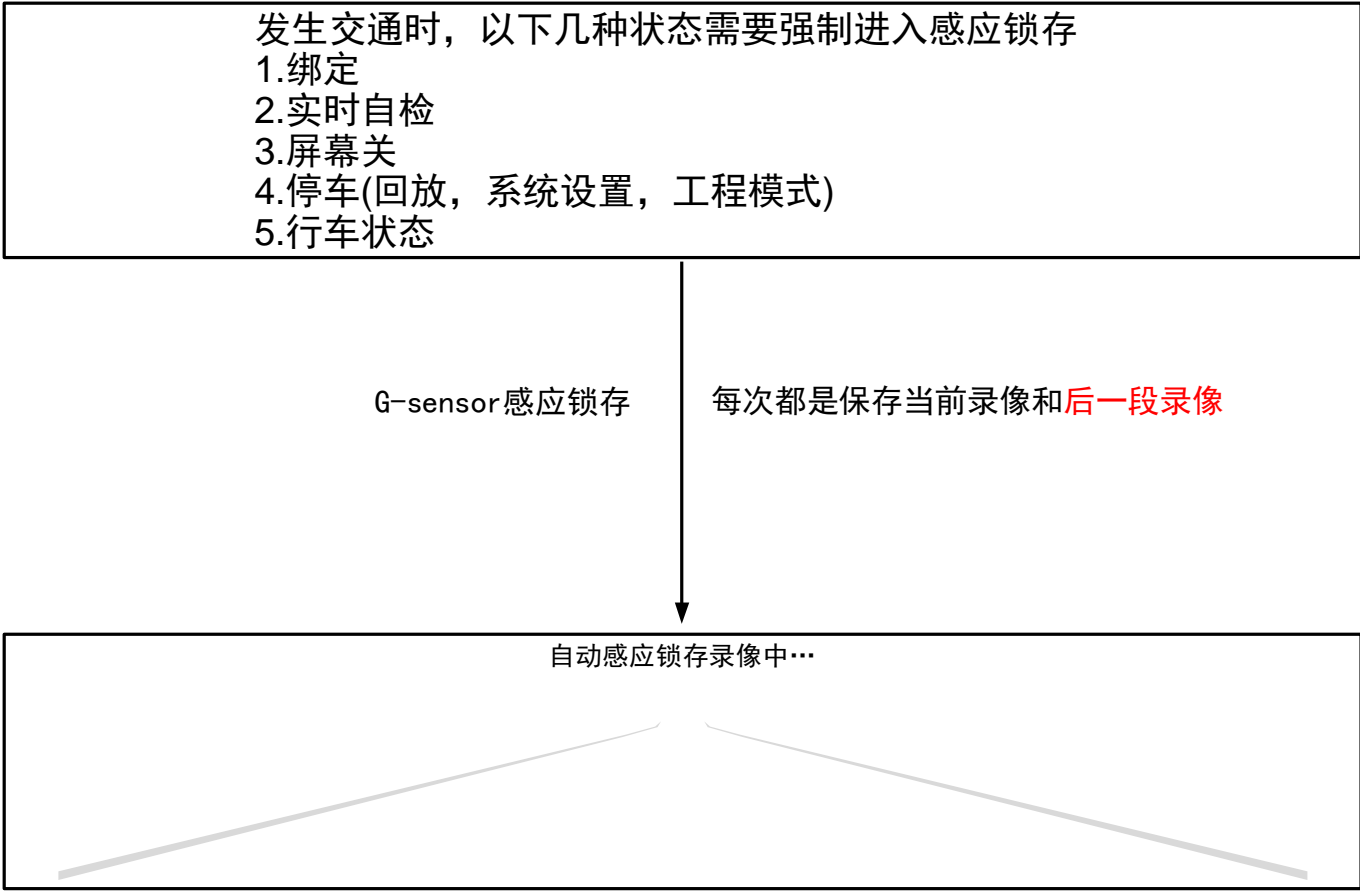 发生交通时，以下几种状态需要强制进入感应锁存
1.绑定
2.实时自检
3.屏幕关
4.停车(回放，系统设置，工程模式)
5.行车状态
G-sensor感应锁存
每次都是保存当前录像和后一段录像
自动感应锁存录像中…